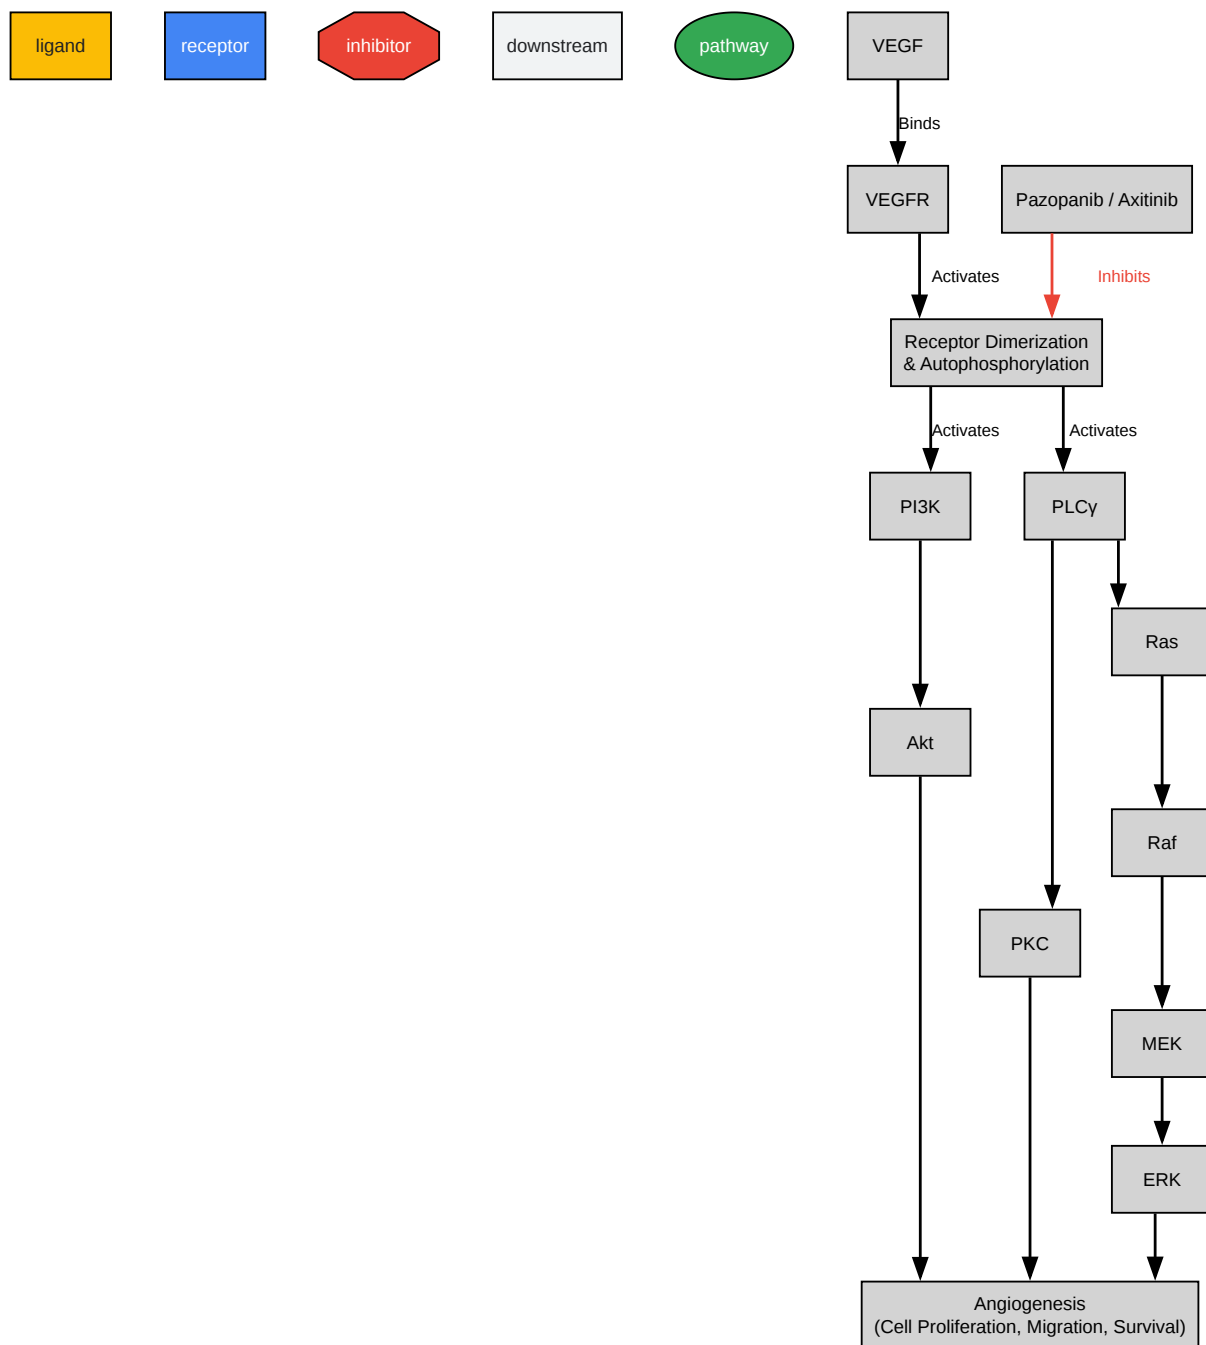 ligand
receptor
inhibitor
downstream
pathway
VEGF
Binds
VEGFR
Pazopanib / Axitinib
Activates
Inhibits
Receptor Dimerization
& Autophosphorylation
Activates
Activates
PI3K
PLCγ
Ras
Akt
Raf
PKC
MEK
ERK
Angiogenesis
(Cell Proliferation, Migration, Survival)